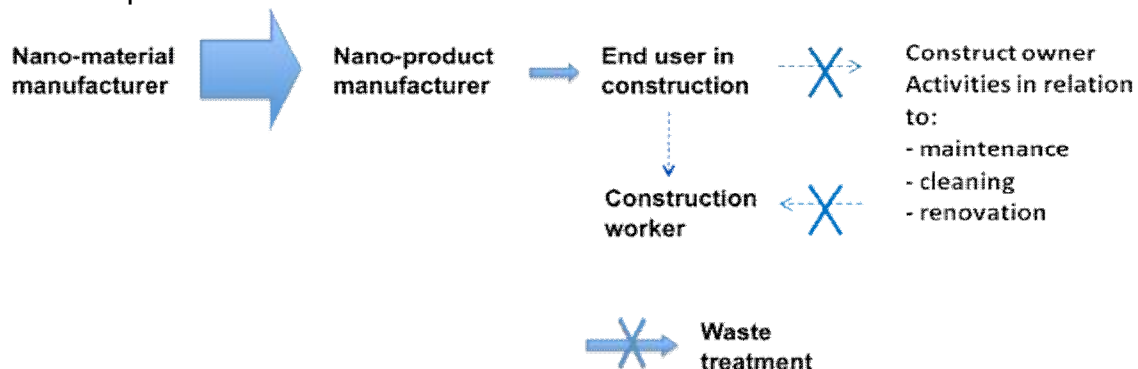 Nano-material
manufacturer
Nano-product
manufacturer
End user in
construction
Construct owner
Activities in relation
to:
- maintenance
- cleaning
- renovation
Construction
worker
Waste
treatment